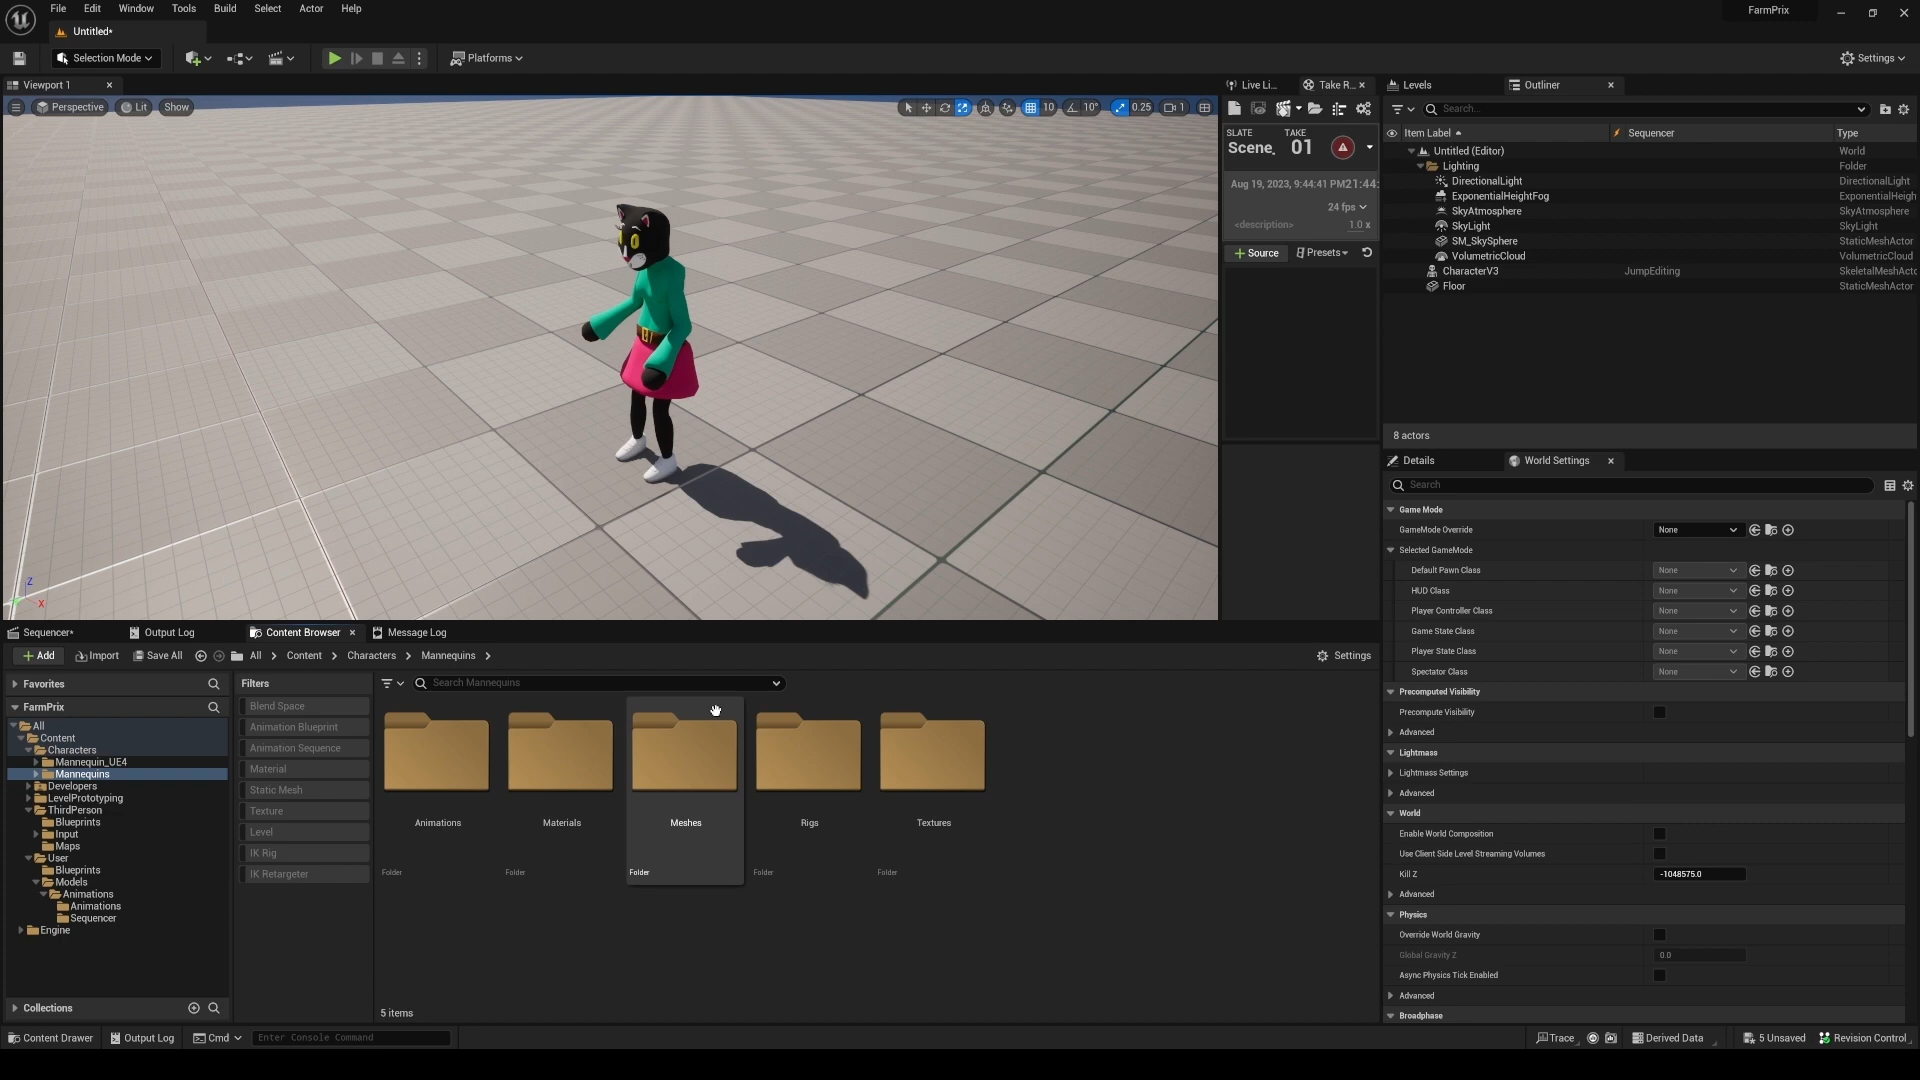 File Edit Window Tools Build Select Actor Help
FarmPrix
Untitled*
Selection Mode
Platforms
Settings
Viewport 1
Perspective
Lit
Show
10
10°
0.25
1
Live Li...
Take R...
SLATE
TAKE
Scene_
01
Aug 19, 2023, 9:44:41 PM
21:44:
24 fps
<description>
1.0 x
Source
Presets
Levels
Outliner
Search...
Item Label
Sequencer
Type
Untitled (Editor)
World
Lighting
Folder
DirectionalLight
DirectionalLight
ExponentialHeightFog
ExponentialHeigh
SkyAtmosphere
SkyAtmosphere
SkyLight
SkyLight
SM_SkySphere
StaticMeshActor
VolumetricCloud
VolumetricCloud
CharacterV3
JumpEditing
SkeletalMeshActo
Floor
StaticMeshActor
8 actors
Details
World Settings
Search
Game Mode
GameMode Override
None
Selected GameMode
Default Pawn Class
None
HUD Class
None
Player Controller Class
None
Game State Class
None
Player State Class
None
Spectator Class
None
Precomputed Visibility
Precompute Visibility
Advanced
Lightmass
Lightmass Settings
Advanced
World
Enable World Composition
Use Client Side Level Streaming Volumes
Kill Z
-1048575.0
Advanced
Physics
Override World Gravity
Global Gravity Z
0.0
Async Physics Tick Enabled
Advanced
Broadphase
Z
X
Sequencer*
Output Log
Content Browser
Message Log
Add
Import
Save All
All
Content
Characters
Mannequins
Settings
Favorites
FarmPrix
All
Content
Characters
Mannequin_UE4
Mannequins
Developers
LevelPrototyping
ThirdPerson
Blueprints
Input
Maps
User
Blueprints
Models
Animations
Animations
Sequencer
Engine
Collections
Filters
Blend Space
Animation Blueprint
Animation Sequence
Material
Static Mesh
Texture
Level
IK Rig
IK Retargeter
Search Mannequins
Animations
Folder
Materials
Folder
Meshes
Folder
Rigs
Folder
Textures
Folder
5 items
Content Drawer
Output Log
Cmd
Enter Console Command
Trace
Derived Data
5 Unsaved
Revision Control